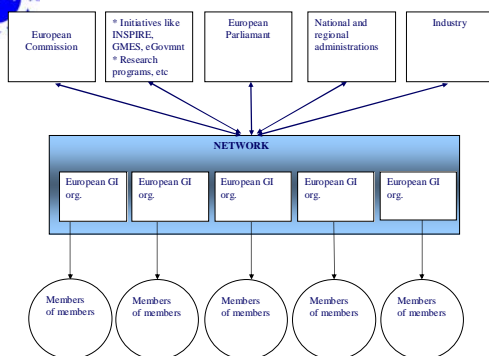 European
Commission
* Initiatives like
INSPIRE,
GMES, eGovmnt
* Research
programs, etc
European
Parliamant
National and
regional
administrations
Industry
NETWORK
European GI
org.
European GI
org.
European GI
org.
European GI
org.
European GI
org.
Members
of members
Members
of members
Members
of members
Members
of members
Members
of members